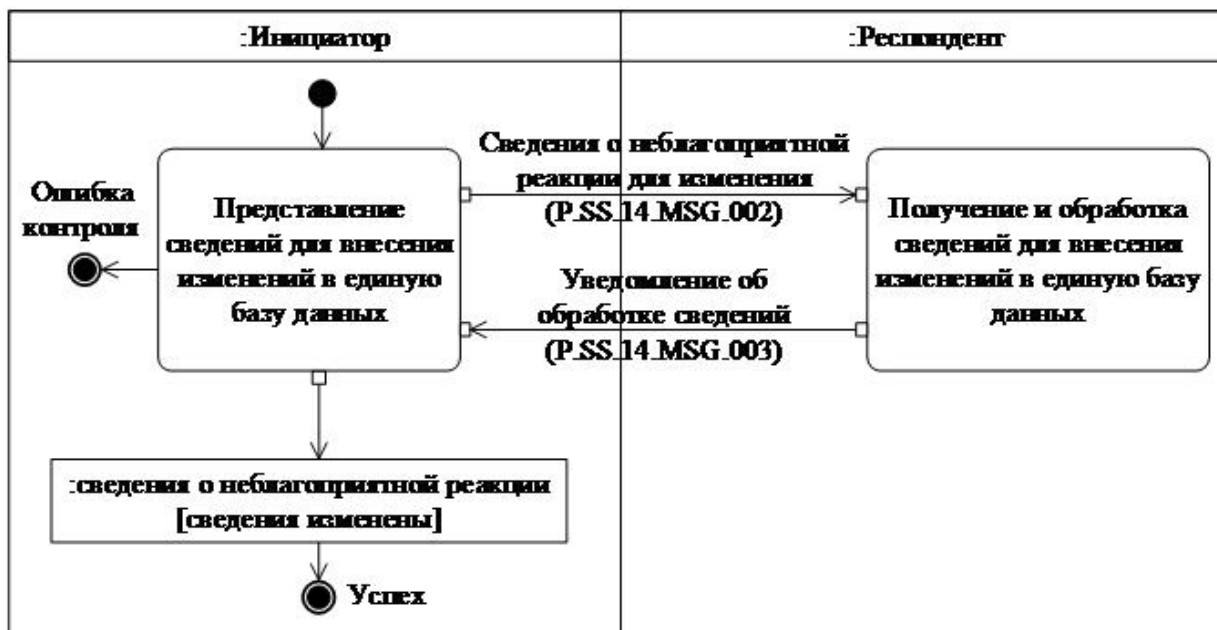 :Инициатор
:Респондент
Ошибка
контроля
Представление
сведений для внесения
изменений в единую
базу данных
Сведения о неблагоприятной
реакции для изменения
(P.SS.14.MSG.002)
Уведомление об
обработке сведений
(P.SS.14.MSG.003)
Получение и обработка
сведений для внесения
изменений в единую базу
данных
:сведения о неблагоприятной реакции
[сведения изменены]
Успех